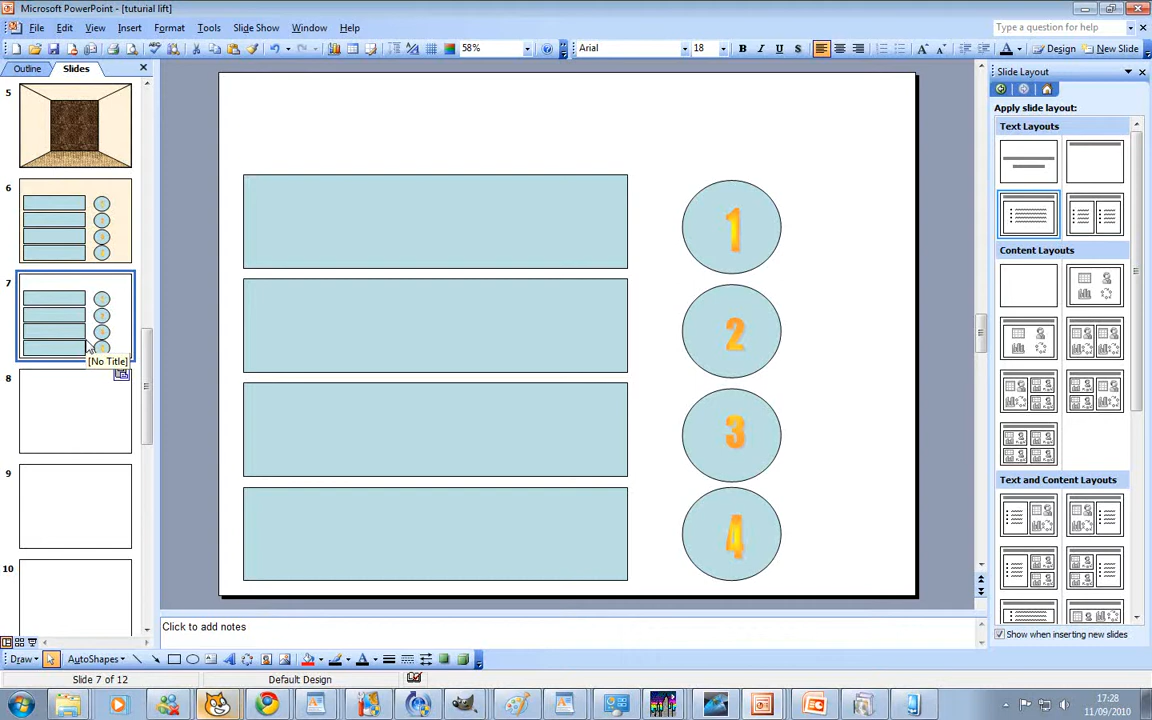 Microsoft PowerPoint - [tuturial lift]
File Edit View Insert Format Tools Slide Show Window Help
Type a question for help
58%
Arial
18
B I U S
Design
New Slide
Outline
Slides
Slide Layout
Apply slide layout:
Text Layouts
Content Layouts
Text and Content Layouts
Show when inserting new slides
5
6
7
[No Title]
8
9
10
1
2
3
4
Click to add notes
Draw
AutoShapes
Slide 7 of 12
Default Design
17:28
11/09/2010